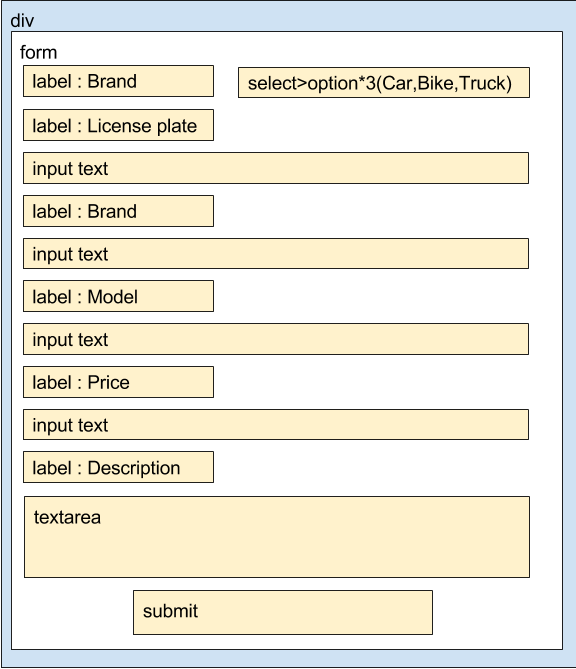 div
form
label : Brand
select>option*3(Car,Bike,Truck)
label : License plate
input text
label : Brand
input text
label : Model
input text
label : Price
input text
label : Description
textarea
submit